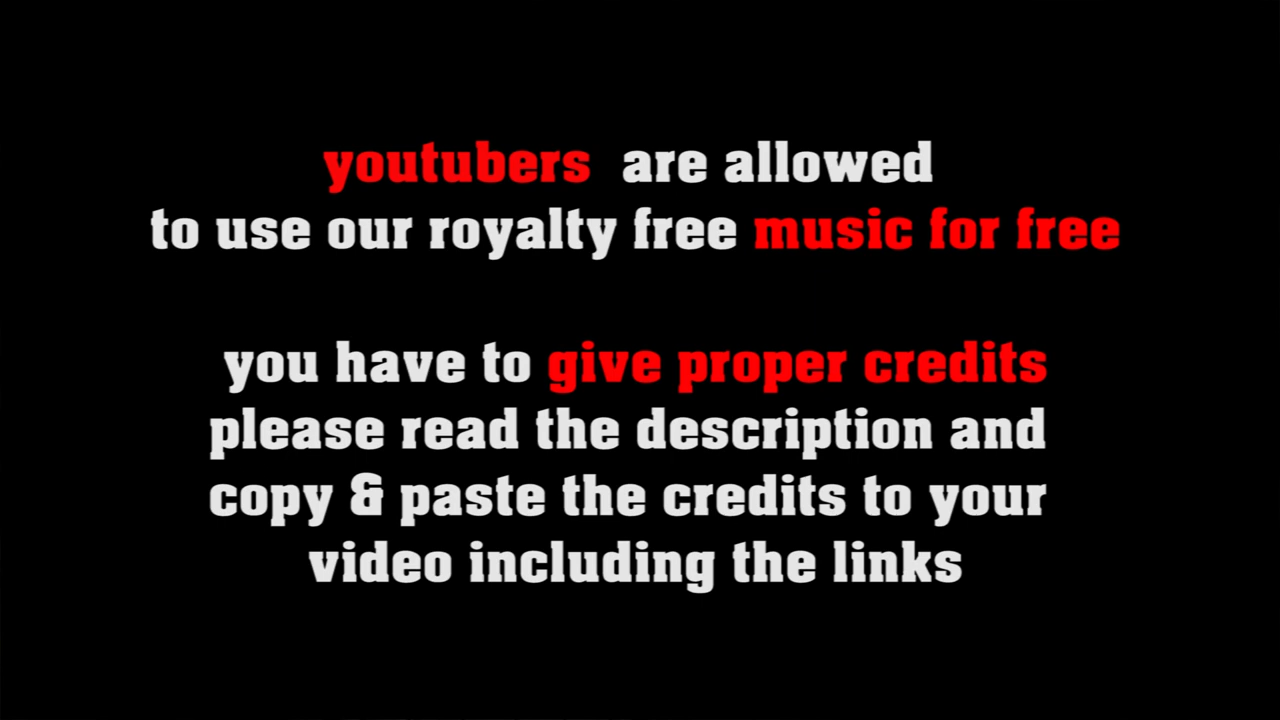 youtubers are allowed
to use our royalty free music for free
you have to give proper credits
please read the description and
copy & paste the credits to your
video including the links